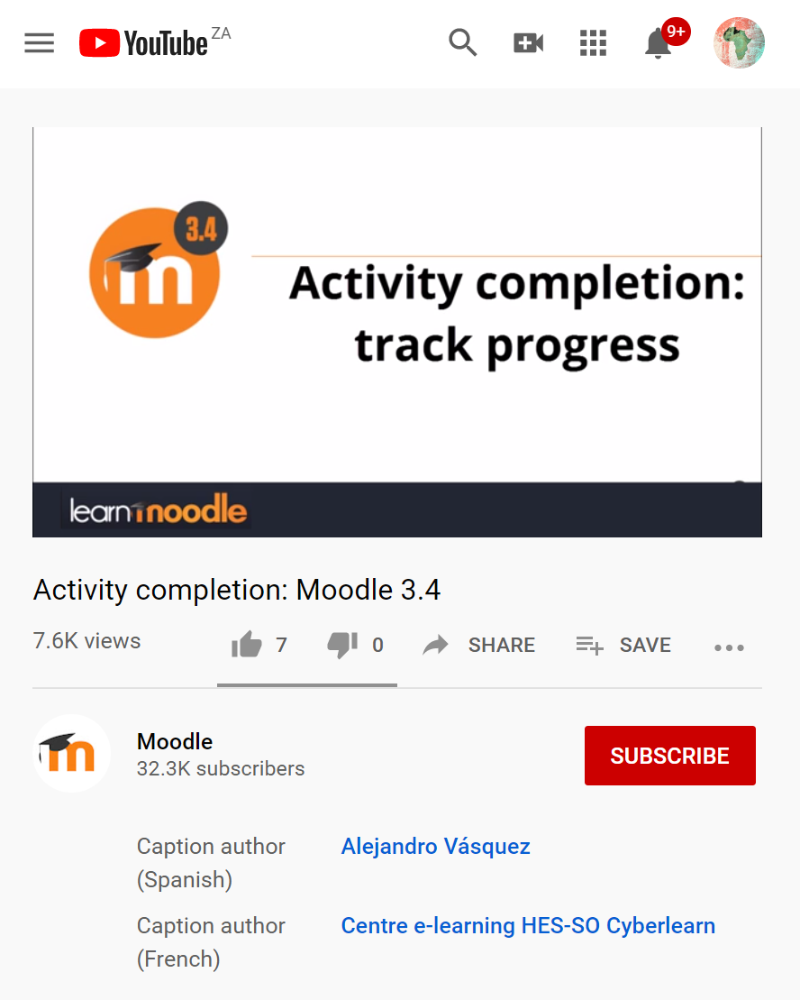 YouTube ZA
9+
3.4
m
Activity completion:
track progress
learn moodle
Activity completion: Moodle 3.4
7.6K views
7
0
SHARE
SAVE
m
Moodle
32.3K subscribers
SUBSCRIBE
Caption author
(Spanish)
Alejandro Vásquez
Caption author
(French)
Centre e-learning HES-SO Cyberlearn